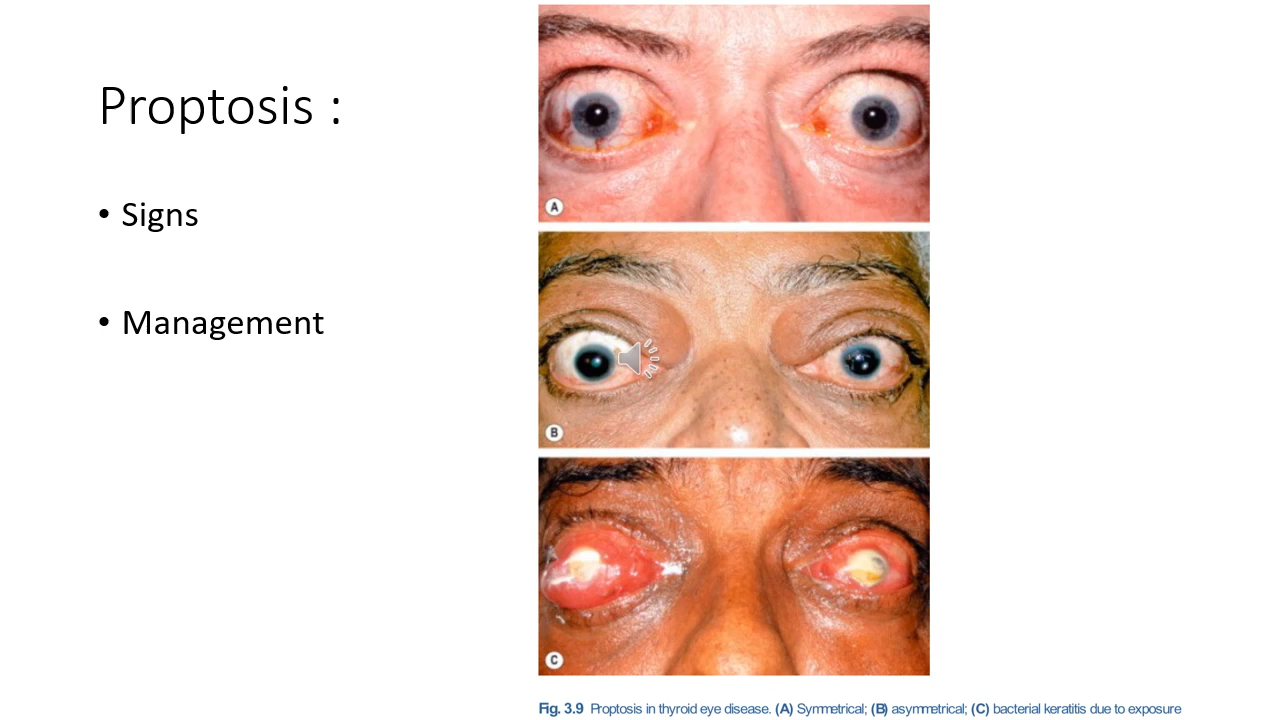 Proptosis :
• Signs
• Management
A
B
C
Fig. 3.9 Proptosis in thyroid eye disease. (A) Symmetrical; (B) asymmetrical; (C) bacterial keratitis due to exposure